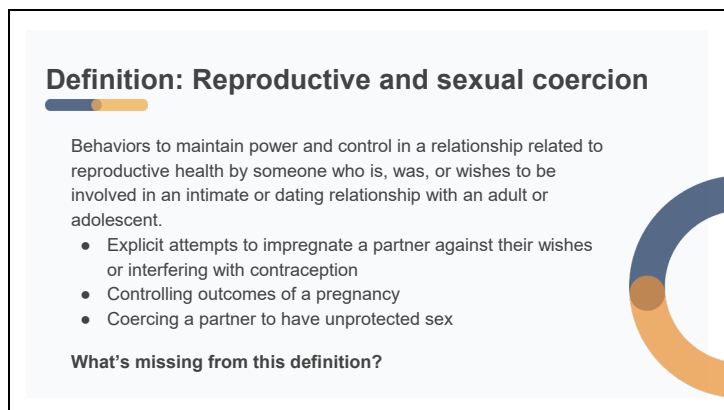 Definition: Reproductive and sexual coercion
Behaviors to maintain power and control in a relationship related to
reproductive health by someone who is, was, or wishes to be
involved in an intimate or dating relationship with an adult or
adolescent.
● Explicit attempts to impregnate a partner against their wishes
or interfering with contraception
● Controlling outcomes of a pregnancy
● Coercing a partner to have unprotected sex
What’s missing from this definition?